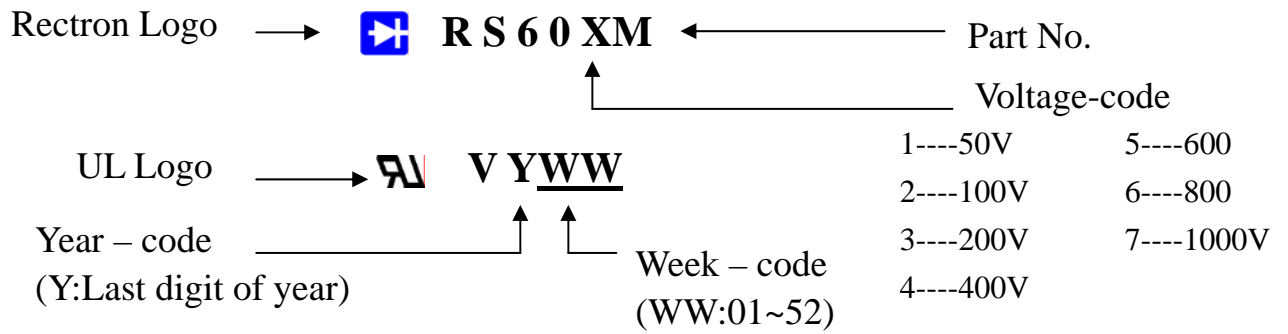 Rectron Logo R S 6 0 XM Part No.
Voltage-code
1----50V 5----600
UL Logo V YWW
2----100V 6----800
Year – code 3----200V 7----1000V
Week – code
(Y:Last digit of year) 4----400V
(WW:01~52)